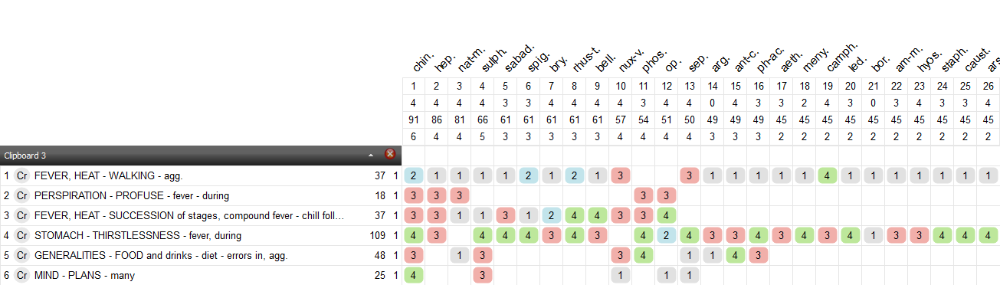 chin. hep. nat-m. sulph. sabad. spig. bry. rhus-t. bell. nux-v. phos. op. sep. arg. ant-c. ph-ac. aeth. meny. camph. led. bor. am-m. hyos. staph. caust. ars
1 2 3 4 5 6 7 8 9 10 11 12 13 14 15 16 17 18 19 20 21 22 23 24 25 26
4 4 4 4 3 3 4 4 4 4 3 4 4 0 4 3 3 2 4 3 0 3 4 3 3 4
91 86 81 66 61 61 61 61 61 57 54 51 50 49 49 49 45 45 45 45 45 45 45 45 45 45
6 4 4 5 3 3 3 3 3 4 4 4 4 3 3 3 2 2 2 2 2 2 2 2 2 2
Clipboard 3
1 Cr FEVER, HEAT - WALKING - agg. 37 1 2 1 1 1 1 2 1 2 1 3 3 1 1 1 1 1 4 1 1 1 1 1 1 1
2 Cr PERSPIRATION - PROFUSE - fever - during 18 1 3 3 3 3 3
3 Cr FEVER, HEAT - SUCCESSION of stages, compound fever - chill foll... 37 1 3 3 1 1 3 1 2 4 4 3 3 4
4 Cr STOMACH - THIRSTLESSNESS - fever, during 109 1 4 3 4 4 4 3 4 3 4 2 4 3 3 4 3 4 3 4 1 3 3 4 4 4
5 Cr GENERALITIES - FOOD and drinks - diet - errors in, agg. 48 1 3 1 3 3 4 1 1 4 3
6 Cr MIND - PLANS - many 25 1 4 3 1 1 1